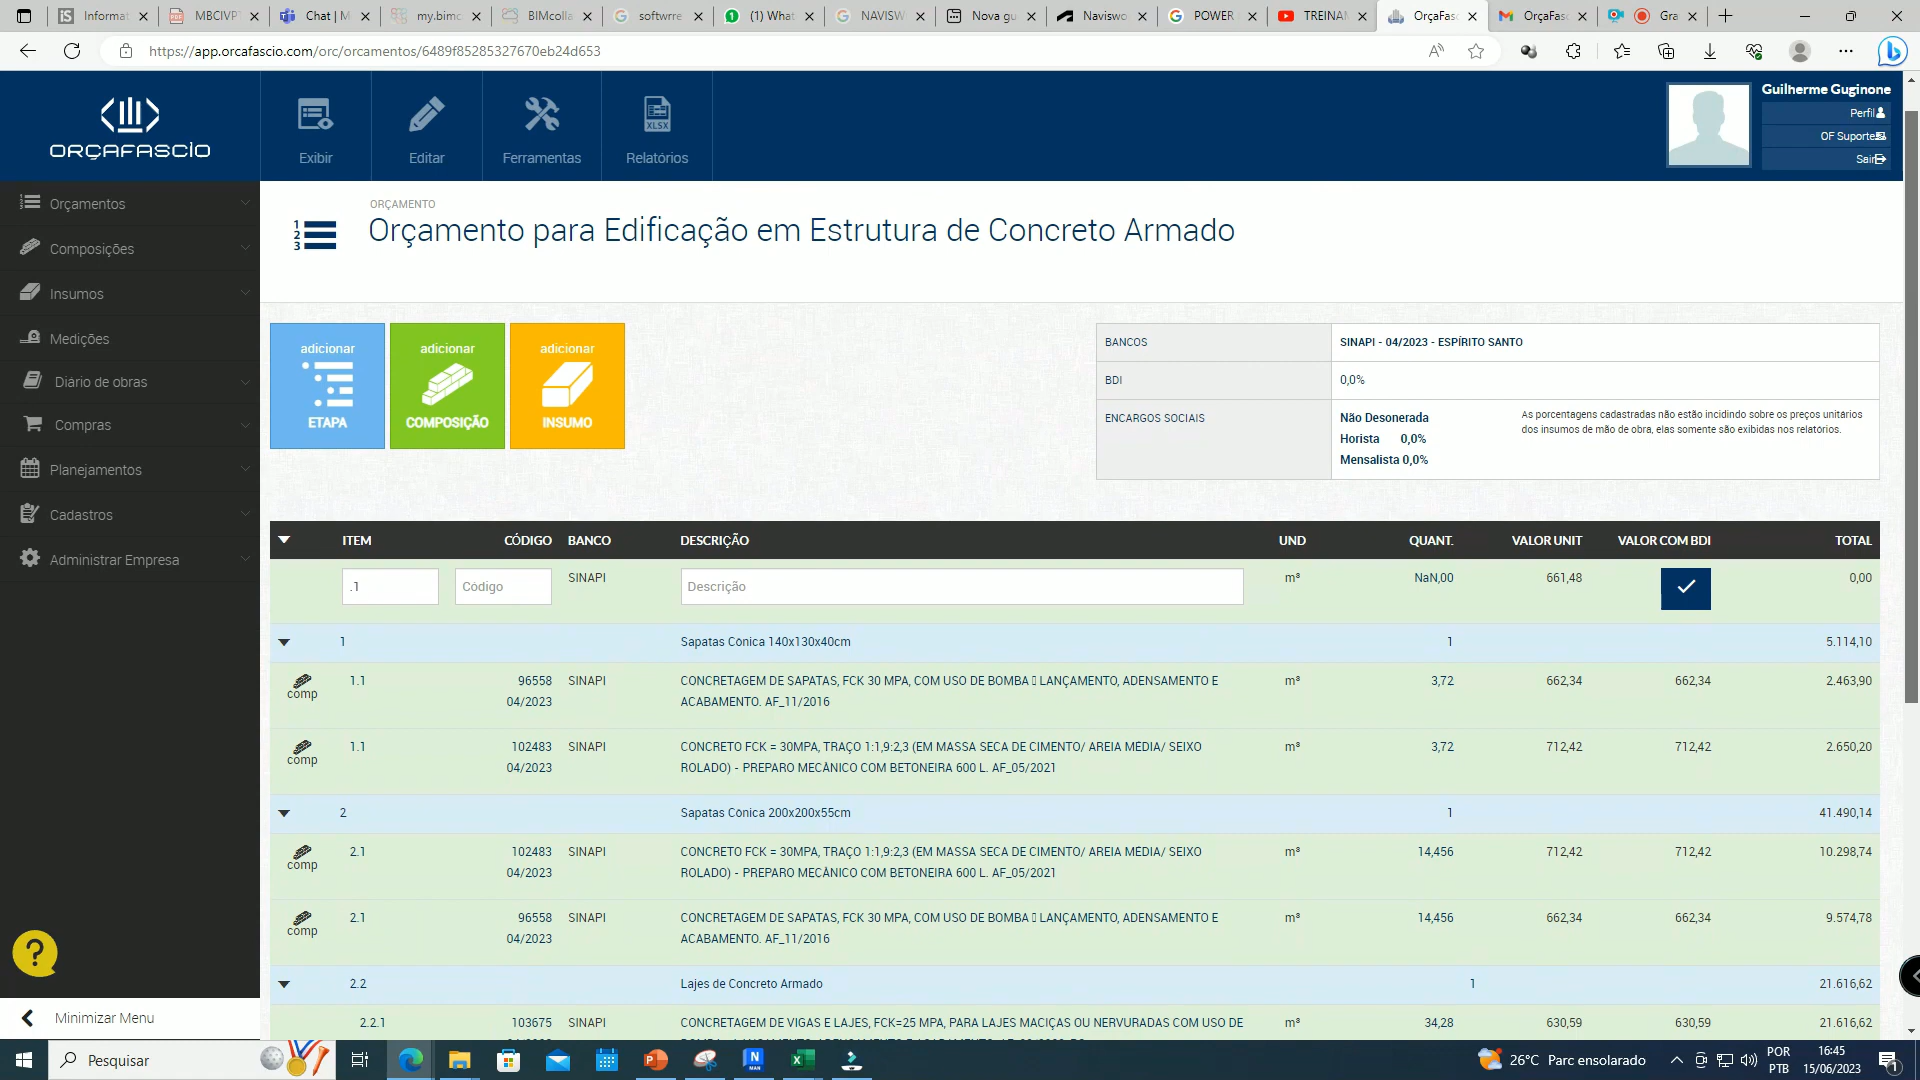 Informat
MBCIVPT
Chat | M
my.bimc
BIMcolla
softwrre
(1) What
NAVISW
Nova gu
Naviswo
POWER
TREINAM
OrçaFasc
OrçaFasc
Gra
https://app.orcafascio.com/orc/orcamentos/6489f85285327670eb24d653
ORÇAFASCIO
Exibir
Editar
Ferramentas
XLSX
Relatórios
Guilherme Guginone
Perfil
OF Suporte
Sair
Orçamentos
Composições
Insumos
Medições
Diário de obras
Compras
Planejamentos
Cadastros
Administrar Empresa
Minimizar Menu
ORÇAMENTO
1 2 3
Orçamento para Edificação em Estrutura de Concreto Armado
adicionar ETAPA
adicionar COMPOSIÇÃO
adicionar INSUMO
BANCOS SINAPI - 04/2023 - ESPÍRITO SANTO
BDI 0,0%
ENCARGOS SOCIAIS Não Desonerada
Horista 0,0%
Mensalista 0,0%
As porcentagens cadastradas não estão incidindo sobre os preços unitários
dos insumos de mão de obra, elas somente são exibidas nos relatórios.
ITEM CÓDIGO BANCO DESCRIÇÃO UND QUANT. VALOR UNIT VALOR COM BDI TOTAL
.1 Código SINAPI Descrição m³ NaN,00 661,48 0,00
1 Sapatas Cônica 140x130x40cm 1 5.114,10
comp 1.1 96558 SINAPI CONCRETAGEM DE SAPATAS, FCK 30 MPA, COM USO DE BOMBA LANÇAMENTO, ADENSAMENTO E m³ 3,72 662,34 662,34 2.463,90
04/2023 ACABAMENTO. AF_11/2016
comp 1.1 102483 SINAPI CONCRETO FCK = 30MPA, TRAÇO 1:1,9:2,3 (EM MASSA SECA DE CIMENTO/ AREIA MÉDIA/ SEIXO m³ 3,72 712,42 712,42 2.650,20
04/2023 ROLADO) - PREPARO MECÂNICO COM BETONEIRA 600 L. AF_05/2021
2 Sapatas Cônica 200x200x55cm 1 41.490,14
comp 2.1 102483 SINAPI CONCRETO FCK = 30MPA, TRAÇO 1:1,9:2,3 (EM MASSA SECA DE CIMENTO/ AREIA MÉDIA/ SEIXO m³ 14,456 712,42 712,42 10.298,74
04/2023 ROLADO) - PREPARO MECÂNICO COM BETONEIRA 600 L. AF_05/2021
comp 2.1 96558 SINAPI CONCRETAGEM DE SAPATAS, FCK 30 MPA, COM USO DE BOMBA LANÇAMENTO, ADENSAMENTO E m³ 14,456 662,34 662,34 9.574,78
04/2023 ACABAMENTO. AF_11/2016
2.2 Lajes de Concreto Armado 1 21.616,62
2.2.1 103675 SINAPI CONCRETAGEM DE VIGAS E LAJES, FCK=25 MPA, PARA LAJES MACIÇAS OU NERVURADAS COM USO DE m³ 34,28 630,59 630,59 21.616,62
Pesquisar
26°C Parc ensolarado
POR
PTB
16:45
15/06/2023
1